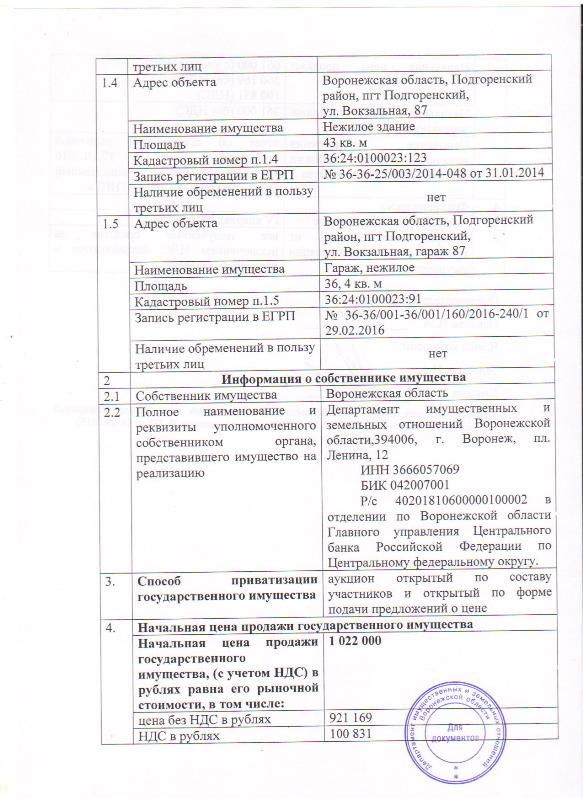 третьих лиц
1.4 Адрес объекта Воронежская область, Подгоренский
район, пгт Подгоренский,
ул. Вокзальная, 87
Наименование имущества Нежилое здание
Площадь 43 кв. м
Кадастровый номер п.1.4 36:24:0100023:123
Запись регистрации в ЕГРП № 36-36-25/003/2014-048 от 31.01.2014
Наличие обременений в пользу
третьих лиц
нет
1.5 Адрес объекта Воронежская область, Подгоренский
район, пгт Подгоренский,
ул. Вокзальная, гараж 87
Наименование имущества Гараж, нежилое
Площадь 36, 4 кв. м
Кадастровый номер п.1.5 36:24:0100023:91
Запись регистрации в ЕГРП № 36-36/001-36/001/160/2016-240/1 от
29.02.2016
Наличие обременений в пользу
третьих лиц
нет
2 Информация о собственнике имущества
2.1 Собственник имущества Воронежская область
2.2 Полное наименование и
реквизиты уполномоченного
собственником органа,
представившего имущество на
реализацию
Департамент имущественных и
земельных отношений Воронежской
области,394006, г. Воронеж, пл.
Ленина, 12
ИНН 3666057069
БИК 042007001
Р/с 40201810600000100002 в
отделении по Воронежской области
Главного управления Центрального
банка Российской Федерации по
Центральному федеральному округу.
3. Способ приватизации
государственного имущества
аукцион открытый по составу
участников и открытый по форме
подачи предложений о цене
4. Начальная цена продажи государственного имущества
Начальная цена продажи
государственного
имущества, (с учетом НДС) в
рублях равна его рыночной
стоимости, в том числе:
1 022 000
цена без НДС в рублях 921 169
НДС в рублях 100 831
Департамент имущественных и земельных отношений
Воронежской области
Для
документов